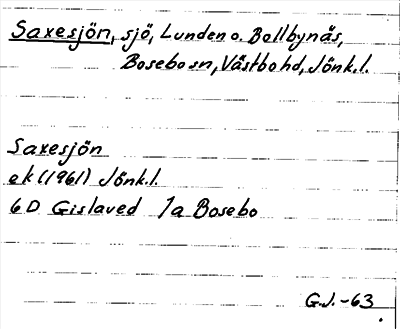 Saxesjön, sjö, Lunden o. Bollbynäs,
Bosebo sn, Västbo hd, Jönk.l.
Saxesjön
ek (1961) Jönk.l.
6 D Gislaved 1a Bosebo
G.J.-63